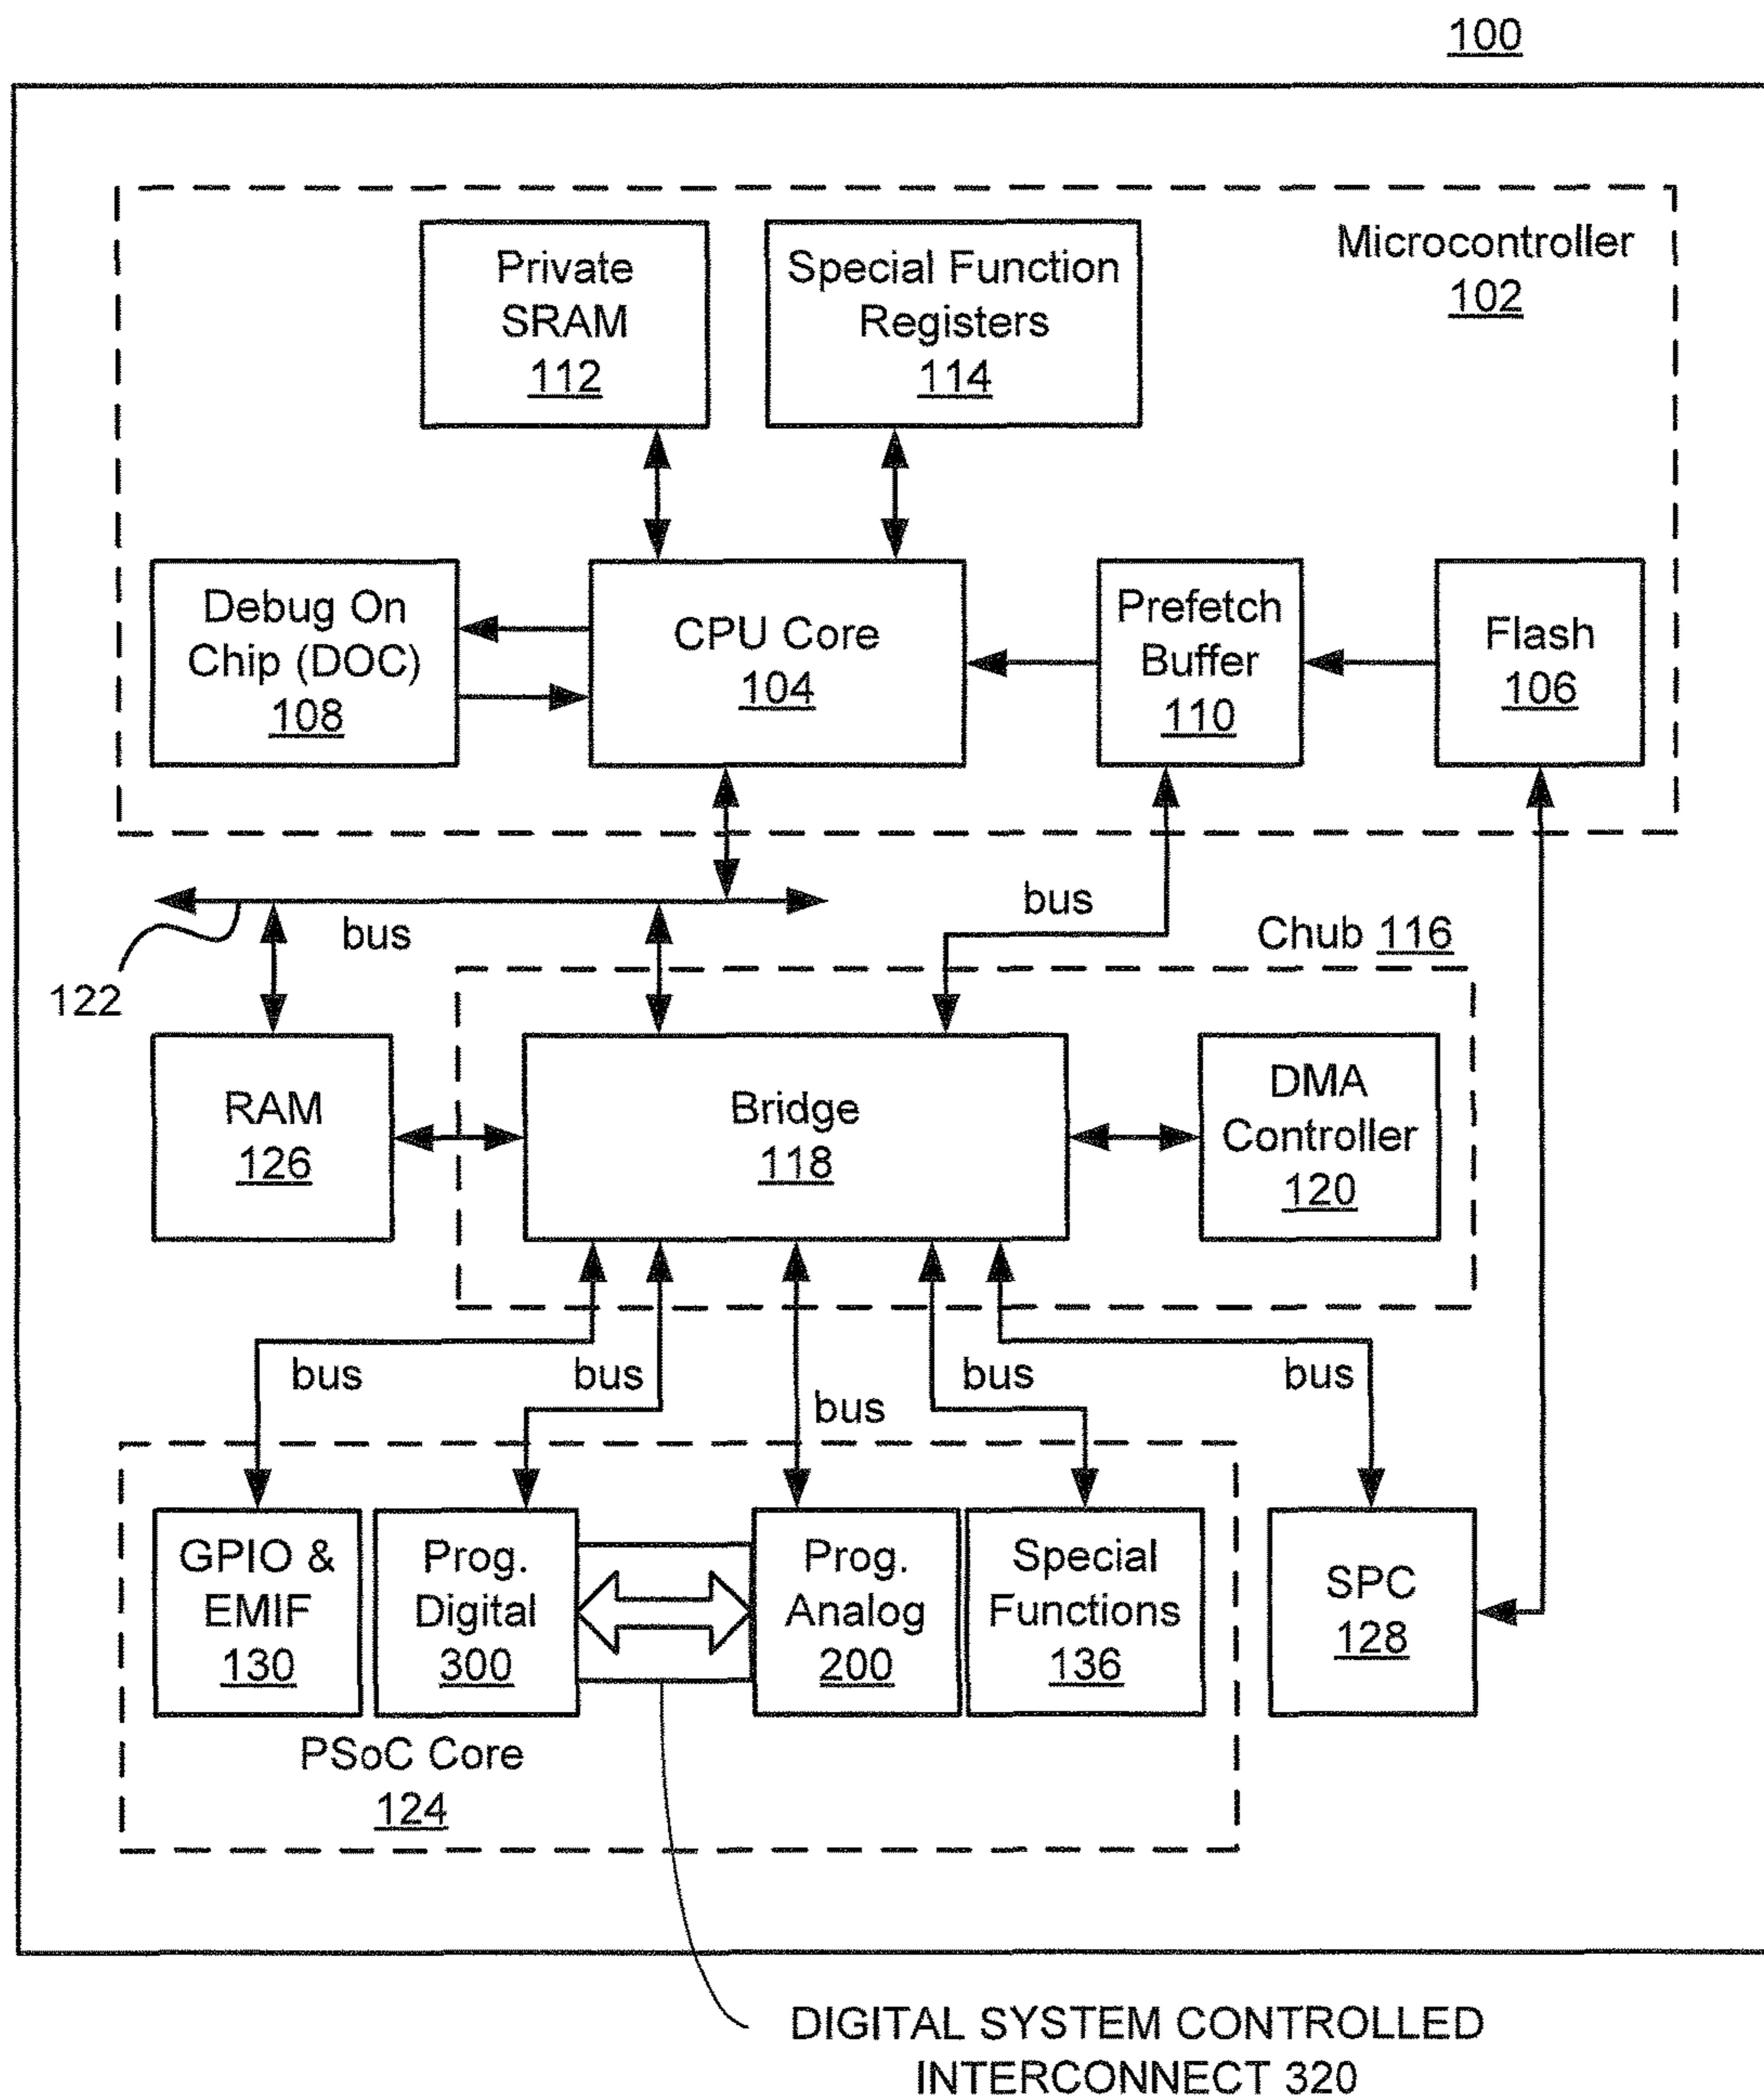 100
Microcontroller
102
Private
SRAM
112
Special Function
Registers
114
Debug On
Chip (DOC)
108
CPU Core
104
Prefetch
Buffer
110
Flash
106
bus
122
bus
Chub 116
RAM
126
Bridge
118
DMA
Controller
120
bus
bus
bus
bus
bus
GPIO &
EMIF
130
Prog.
Digital
300
Prog.
Analog
200
Special
Functions
136
SPC
128
PSoC Core
124
DIGITAL SYSTEM CONTROLLED
INTERCONNECT 320